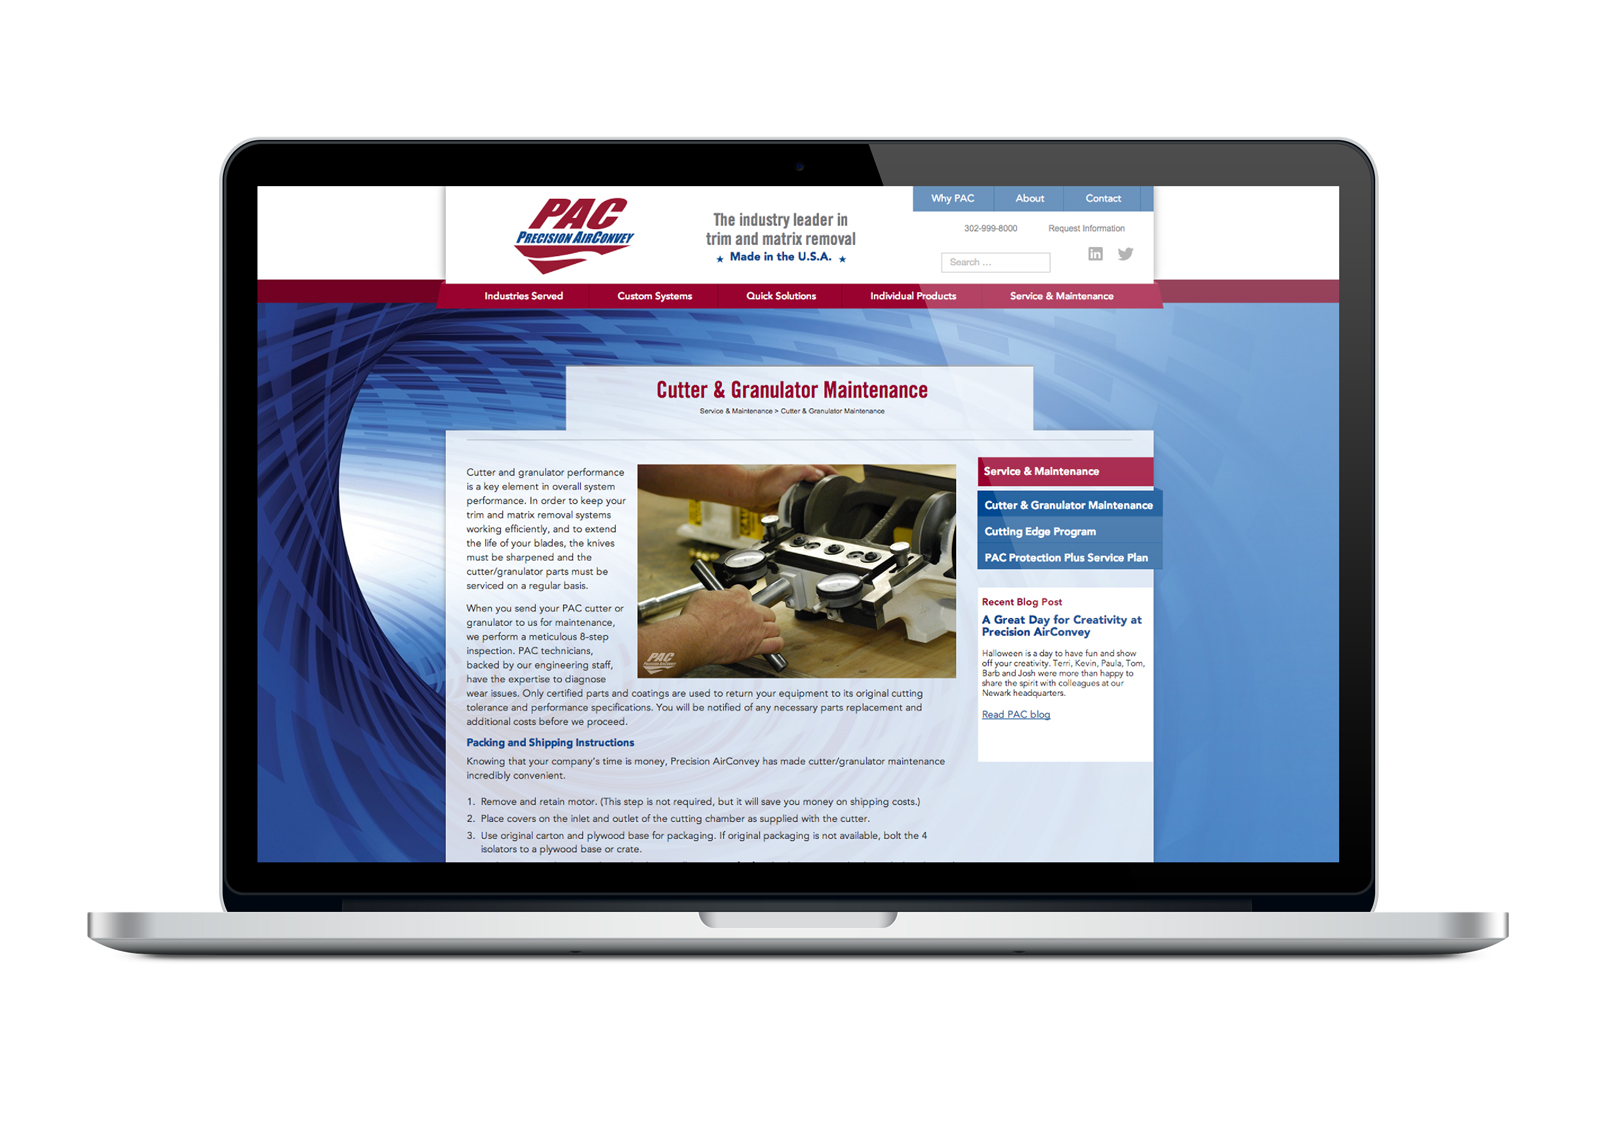 PAC
PRECISION AIRCONVEY
The industry leader in
trim and matrix removal
★ Made in the U.S.A. ★
Why PAC
About
Contact
302-999-8000
Request Information
Search ...
in
Industries Served
Custom Systems
Quick Solutions
Individual Products
Service & Maintenance
Cutter & Granulator Maintenance
Service & Maintenance > Cutter & Granulator Maintenance
Cutter and granulator performance
is a key element in overall system
performance. In order to keep your
trim and matrix removal systems
working efficiently, and to extend
the life of your blades, the knives
must be sharpened and the
cutter/granulator parts must be
serviced on a regular basis.
When you send your PAC cutter or
granulator to us for maintenance,
we perform a meticulous 8-step
inspection. PAC technicians,
backed by our engineering staff,
have the expertise to diagnose
wear issues. Only certified parts and coatings are used to return your equipment to its original cutting
tolerance and performance specifications. You will be notified of any necessary parts replacement and
additional costs before we proceed.
PAC
PRECISION AIRCONVEY
Packing and Shipping Instructions
Knowing that your company's time is money, Precision AirConvey has made cutter/granulator maintenance
incredibly convenient.
1. Remove and retain motor. (This step is not required, but it will save you money on shipping costs.)
2. Place covers on the inlet and outlet of the cutting chamber as supplied with the cutter.
3. Use original carton and plywood base for packaging. If original packaging is not available, bolt the 4
isolators to a plywood base or crate.
Service & Maintenance
Cutter & Granulator Maintenance
Cutting Edge Program
PAC Protection Plus Service Plan
Recent Blog Post
A Great Day for Creativity at
Precision AirConvey
Halloween is a day to have fun and show
off your creativity. Terri, Kevin, Paula, Tom,
Barb and Josh were more than happy to
share the spirit with colleagues at our
Newark headquarters.
Read PAC blog